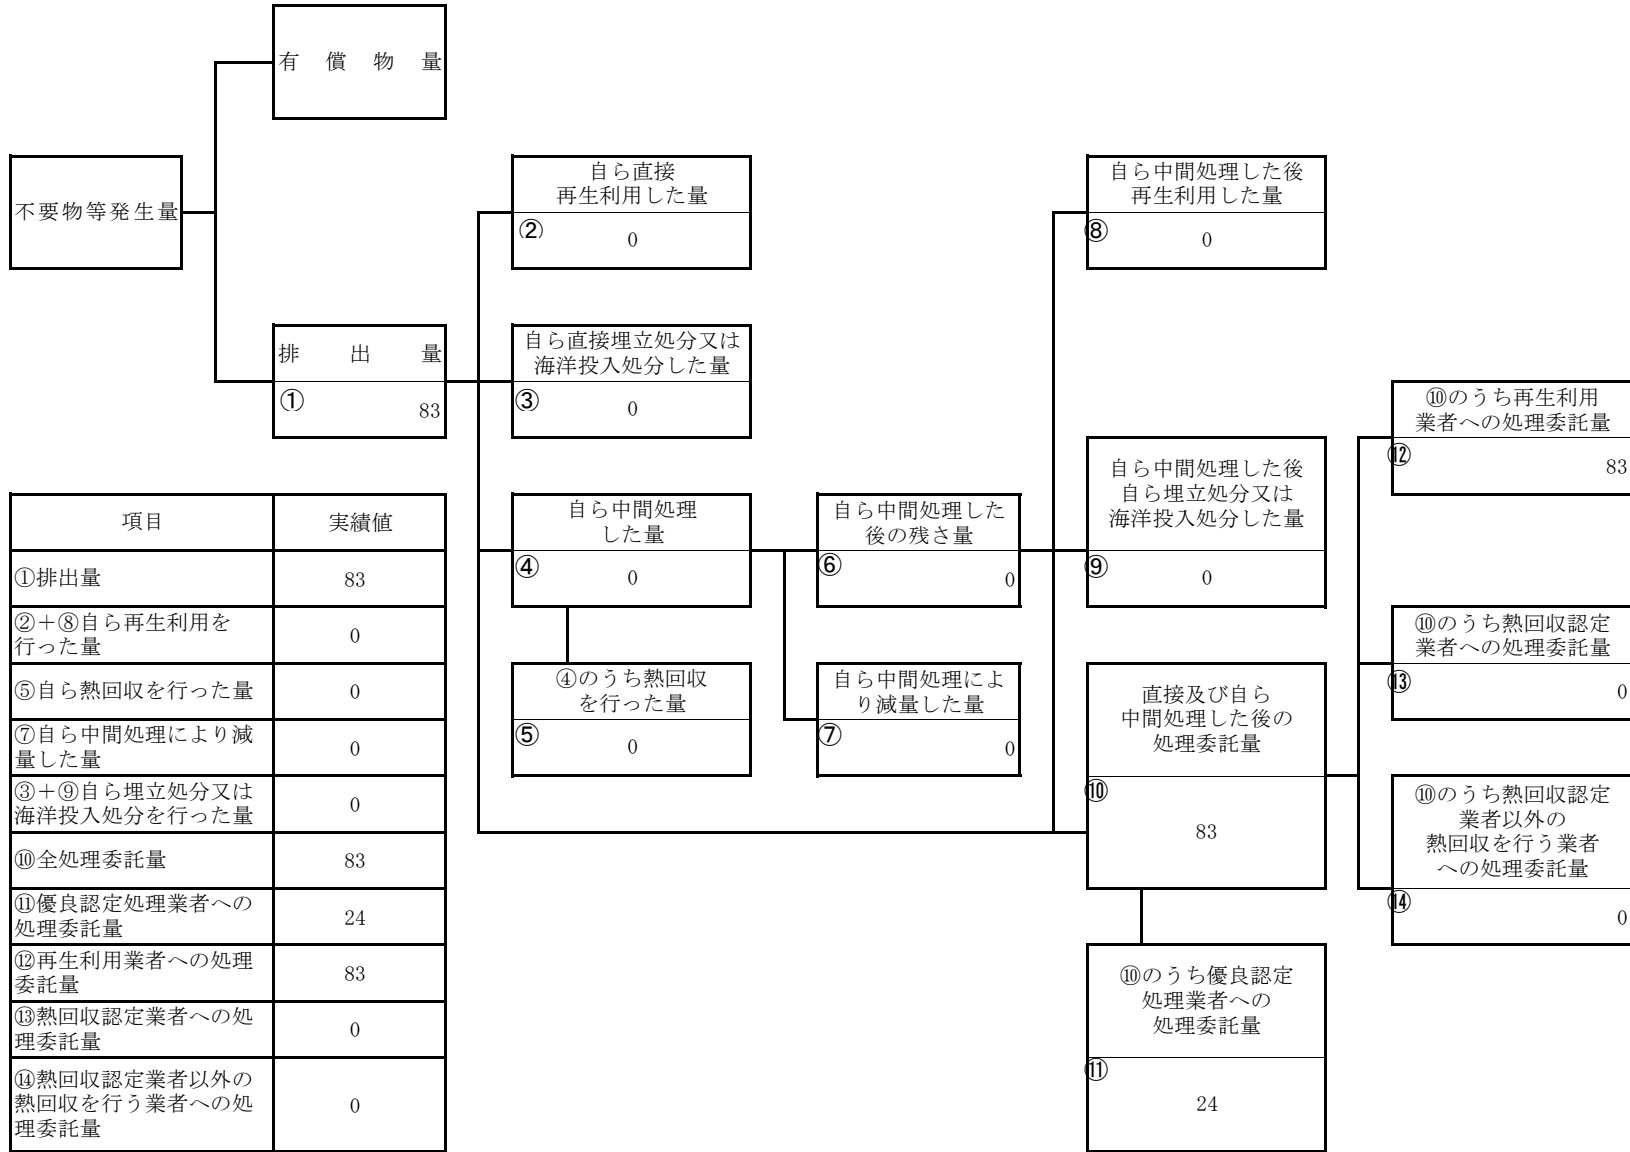 有償物量
不要物等発生量
排出量
① 83
自ら直接
再生利用した量
② 0
自ら直接埋立処分又は
海洋投入処分した量
③ 0
自ら中間処理
した量
④ 0
④のうち熱回収
を行った量
⑤ 0
自ら中間処理した
後の残さ量
⑥ 0
自ら中間処理によ
り減量した量
⑦ 0
自ら中間処理した後
再生利用した量
⑧ 0
自ら中間処理した後
自ら埋立処分又は
海洋投入処分した量
⑨ 0
直接及び自ら
中間処理した後の
処理委託量
⑩
83
⑩のうち優良認定
処理業者への
処理委託量
⑪
24
⑩のうち再生利用
業者への処理委託量
⑫ 83
⑩のうち熱回収認定
業者への処理委託量
⑬ 0
⑩のうち熱回収認定
業者以外の
熱回収を行う業者
への処理委託量
⑭ 0
項目 実績値
①排出量 83
②+⑧自ら再生利用を
行った量 0
⑤自ら熱回収を行った量 0
⑦自ら中間処理により減
量した量 0
③+⑨自ら埋立処分又は
海洋投入処分を行った量 0
⑩全処理委託量 83
⑪優良認定処理業者への
処理委託量 24
⑫再生利用業者への処理
委託量 83
⑬熱回収認定業者への処
理委託量 0
⑭熱回収認定業者以外の
熱回収を行う業者への処 0
理委託量